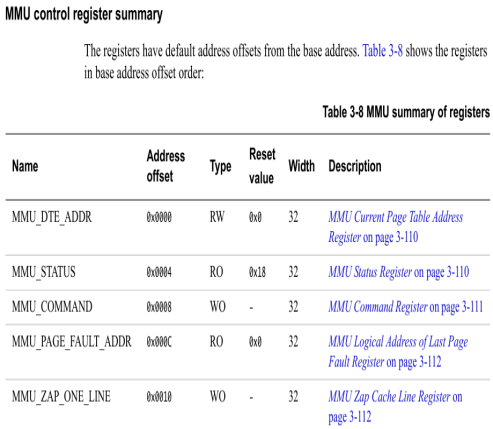 MMU control register summary
The registers have default address offsets from the base address. Table 3-8 shows the registers
in base address offset order:
Table 3-8 MMU summary of registers
Name Address offset Type Reset value Width Description
MMU_DTE_ADDR 0x0000 RW 0x0 32 MMU Current Page Table Address
Register on page 3-110
MMU_STATUS 0x0004 RO 0x18 32 MMU Status Register on page 3-110
MMU_COMMAND 0x0008 WO - 32 MMU Command Register on page 3-111
MMU_PAGE_FAULT_ADDR 0x000C RO 0x0 32 MMU Logical Address of Last Page
Fault Register on page 3-112
MMU_ZAP_ONE_LINE 0x0010 WO - 32 MMU Zap Cache Line Register on
page 3-112